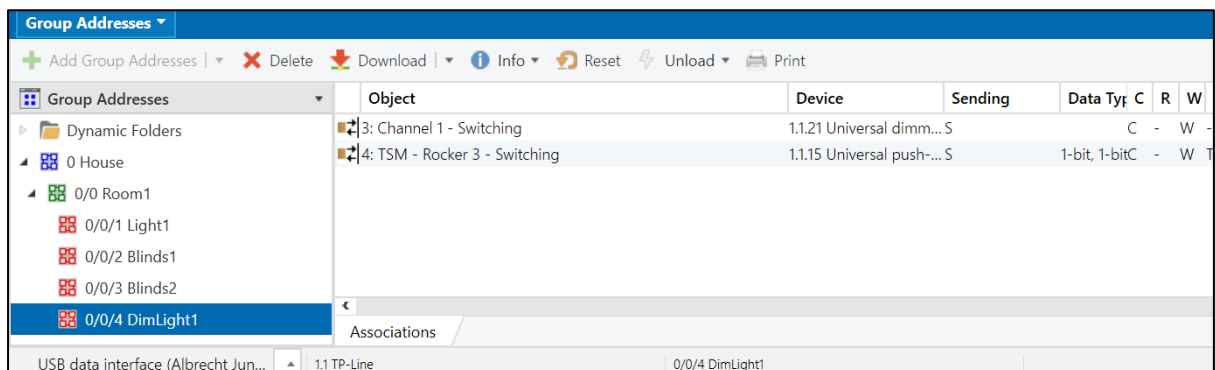 Group Addresses
Add Group Addresses Delete Download Info Reset Unload Print
Group Addresses Object Device Sending Data Typ C R W
Dynamic Folders 3: Channel 1 - Switching 1.1.21 Universal dimm... S C - W -
0 House 4: TSM - Rocker 3 - Switching 1.1.15 Universal push-... S 1-bit, 1-bit C - W T
0/0 Room1
0/0/1 Light1
0/0/2 Blinds1
0/0/3 Blinds2
0/0/4 DimLight1
Associations
USB data interface (Albrecht Jun... 1.1 TP-Line 0/0/4 DimLight1